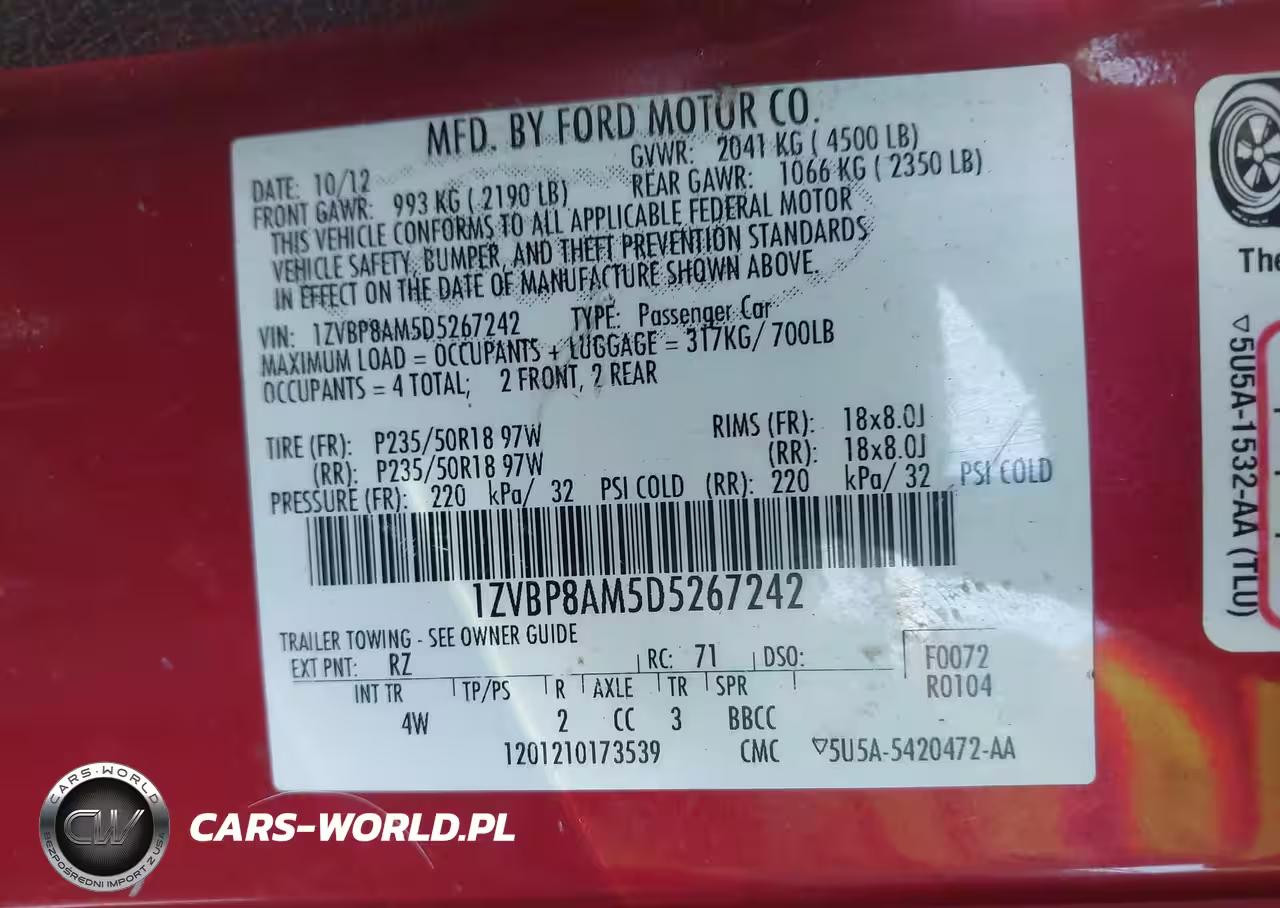 MFD. BY FORD MOTOR CO.
DATE: 10/12 GVWR: 2041 KG ( 4500 LB)
FRONT GAWR: 993 KG ( 2190 LB) REAR GAWR: 1066 KG ( 2350 LB)
THIS VEHICLE CONFORMS TO ALL APPLICABLE FEDERAL MOTOR
VEHICLE SAFETY, BUMPER, AND THEFT PREVENTION STANDARDS
IN EFFECT ON THE DATE OF MANUFACTURE SHOWN ABOVE.
VIN: 1ZVBP8AM5D5267242 TYPE: Passenger Car
MAXIMUM LOAD = OCCUPANTS + LUGGAGE = 317KG/ 700LB
OCCUPANTS = 4 TOTAL; 2 FRONT, 2 REAR
TIRE (FR): P235/50R18 97W RIMS (FR): 18x8.0J
(RR): P235/50R18 97W (RR): 18x8.0J
PRESSURE (FR): 220 kPa/ 32 PSI COLD (RR): 220 kPa/ 32 PSI COLD
1ZVBP8AM5D5267242
TRAILER TOWING - SEE OWNER GUIDE
EXT PNT: RZ RC: 71 DSO: F0072
INT TR TP/PS R AXLE TR SPR R0104
4W 2 CC 3 BBCC
1201210173539 CMC ▽5U5A-5420472-AA
The
▽5U5A-1532-AA (TLU)
CARS-WORLD
CW
BEZPOŚREDNI IMPORT Z USA
CARS-WORLD.PL